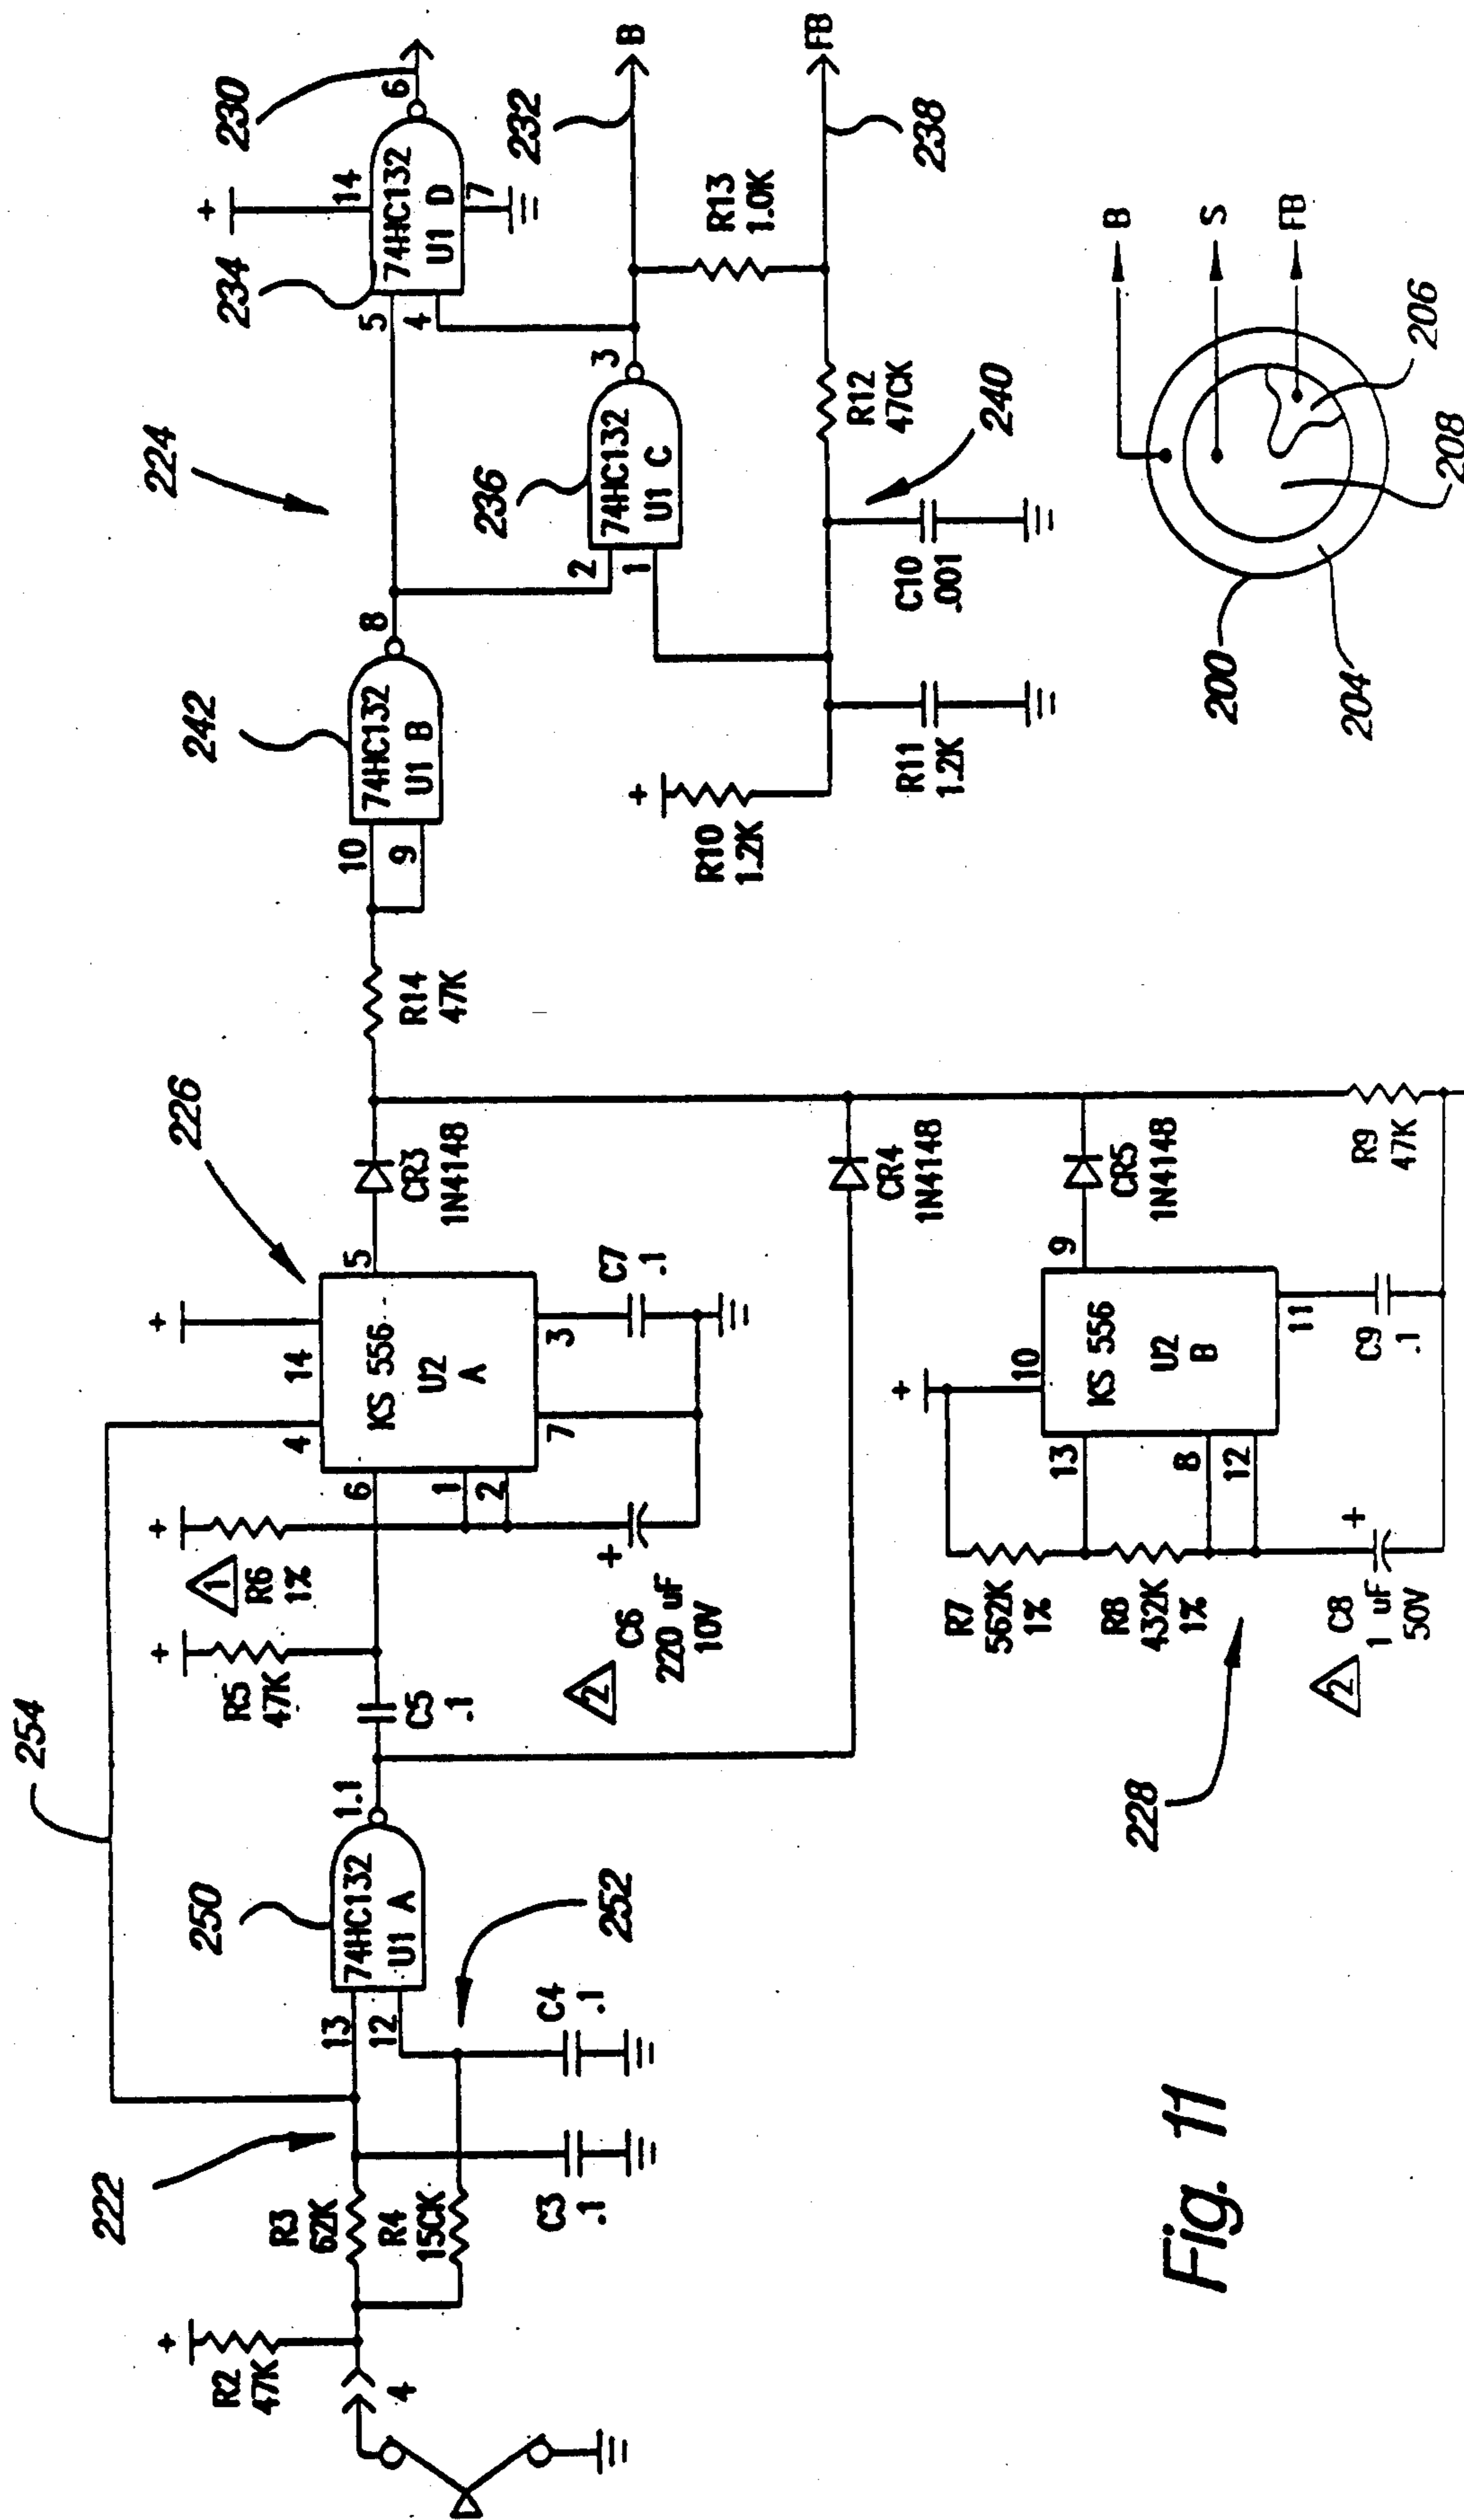 222
R2
47K
4
R3
62K
R4
15CK
C3
.1
C4
.1
252
13
12
250
74HC132
U1 A
1.1
254
C5
.1
R5
47K
1
R6
1%
2
C6
220 uF
10V
6
1
2
4
14
KS 556
U2
A
7
3
5
C7
.1
226
CR3
1N4148
CR4
1N4148
CR5
1N4148
228
R7
562K
1%
R8
432K
1%
2
C8
1 uF
50V
13
8
12
10
KS 556
U2
B
11
9
C9
.1
R9
47K
R14
47K
10
9
242
74HC132
U1 B
8
224
R10
1.2K
R11
1.2K
C10
.001
240
R12
47CK
R13
1.0K
2
1
236
74HC132
U1 C
3
5
4
234
74HC132
U1 D
14
7
6
230
232
B
238
FB
200
204
208
206
B
S
FB
Fig. 11